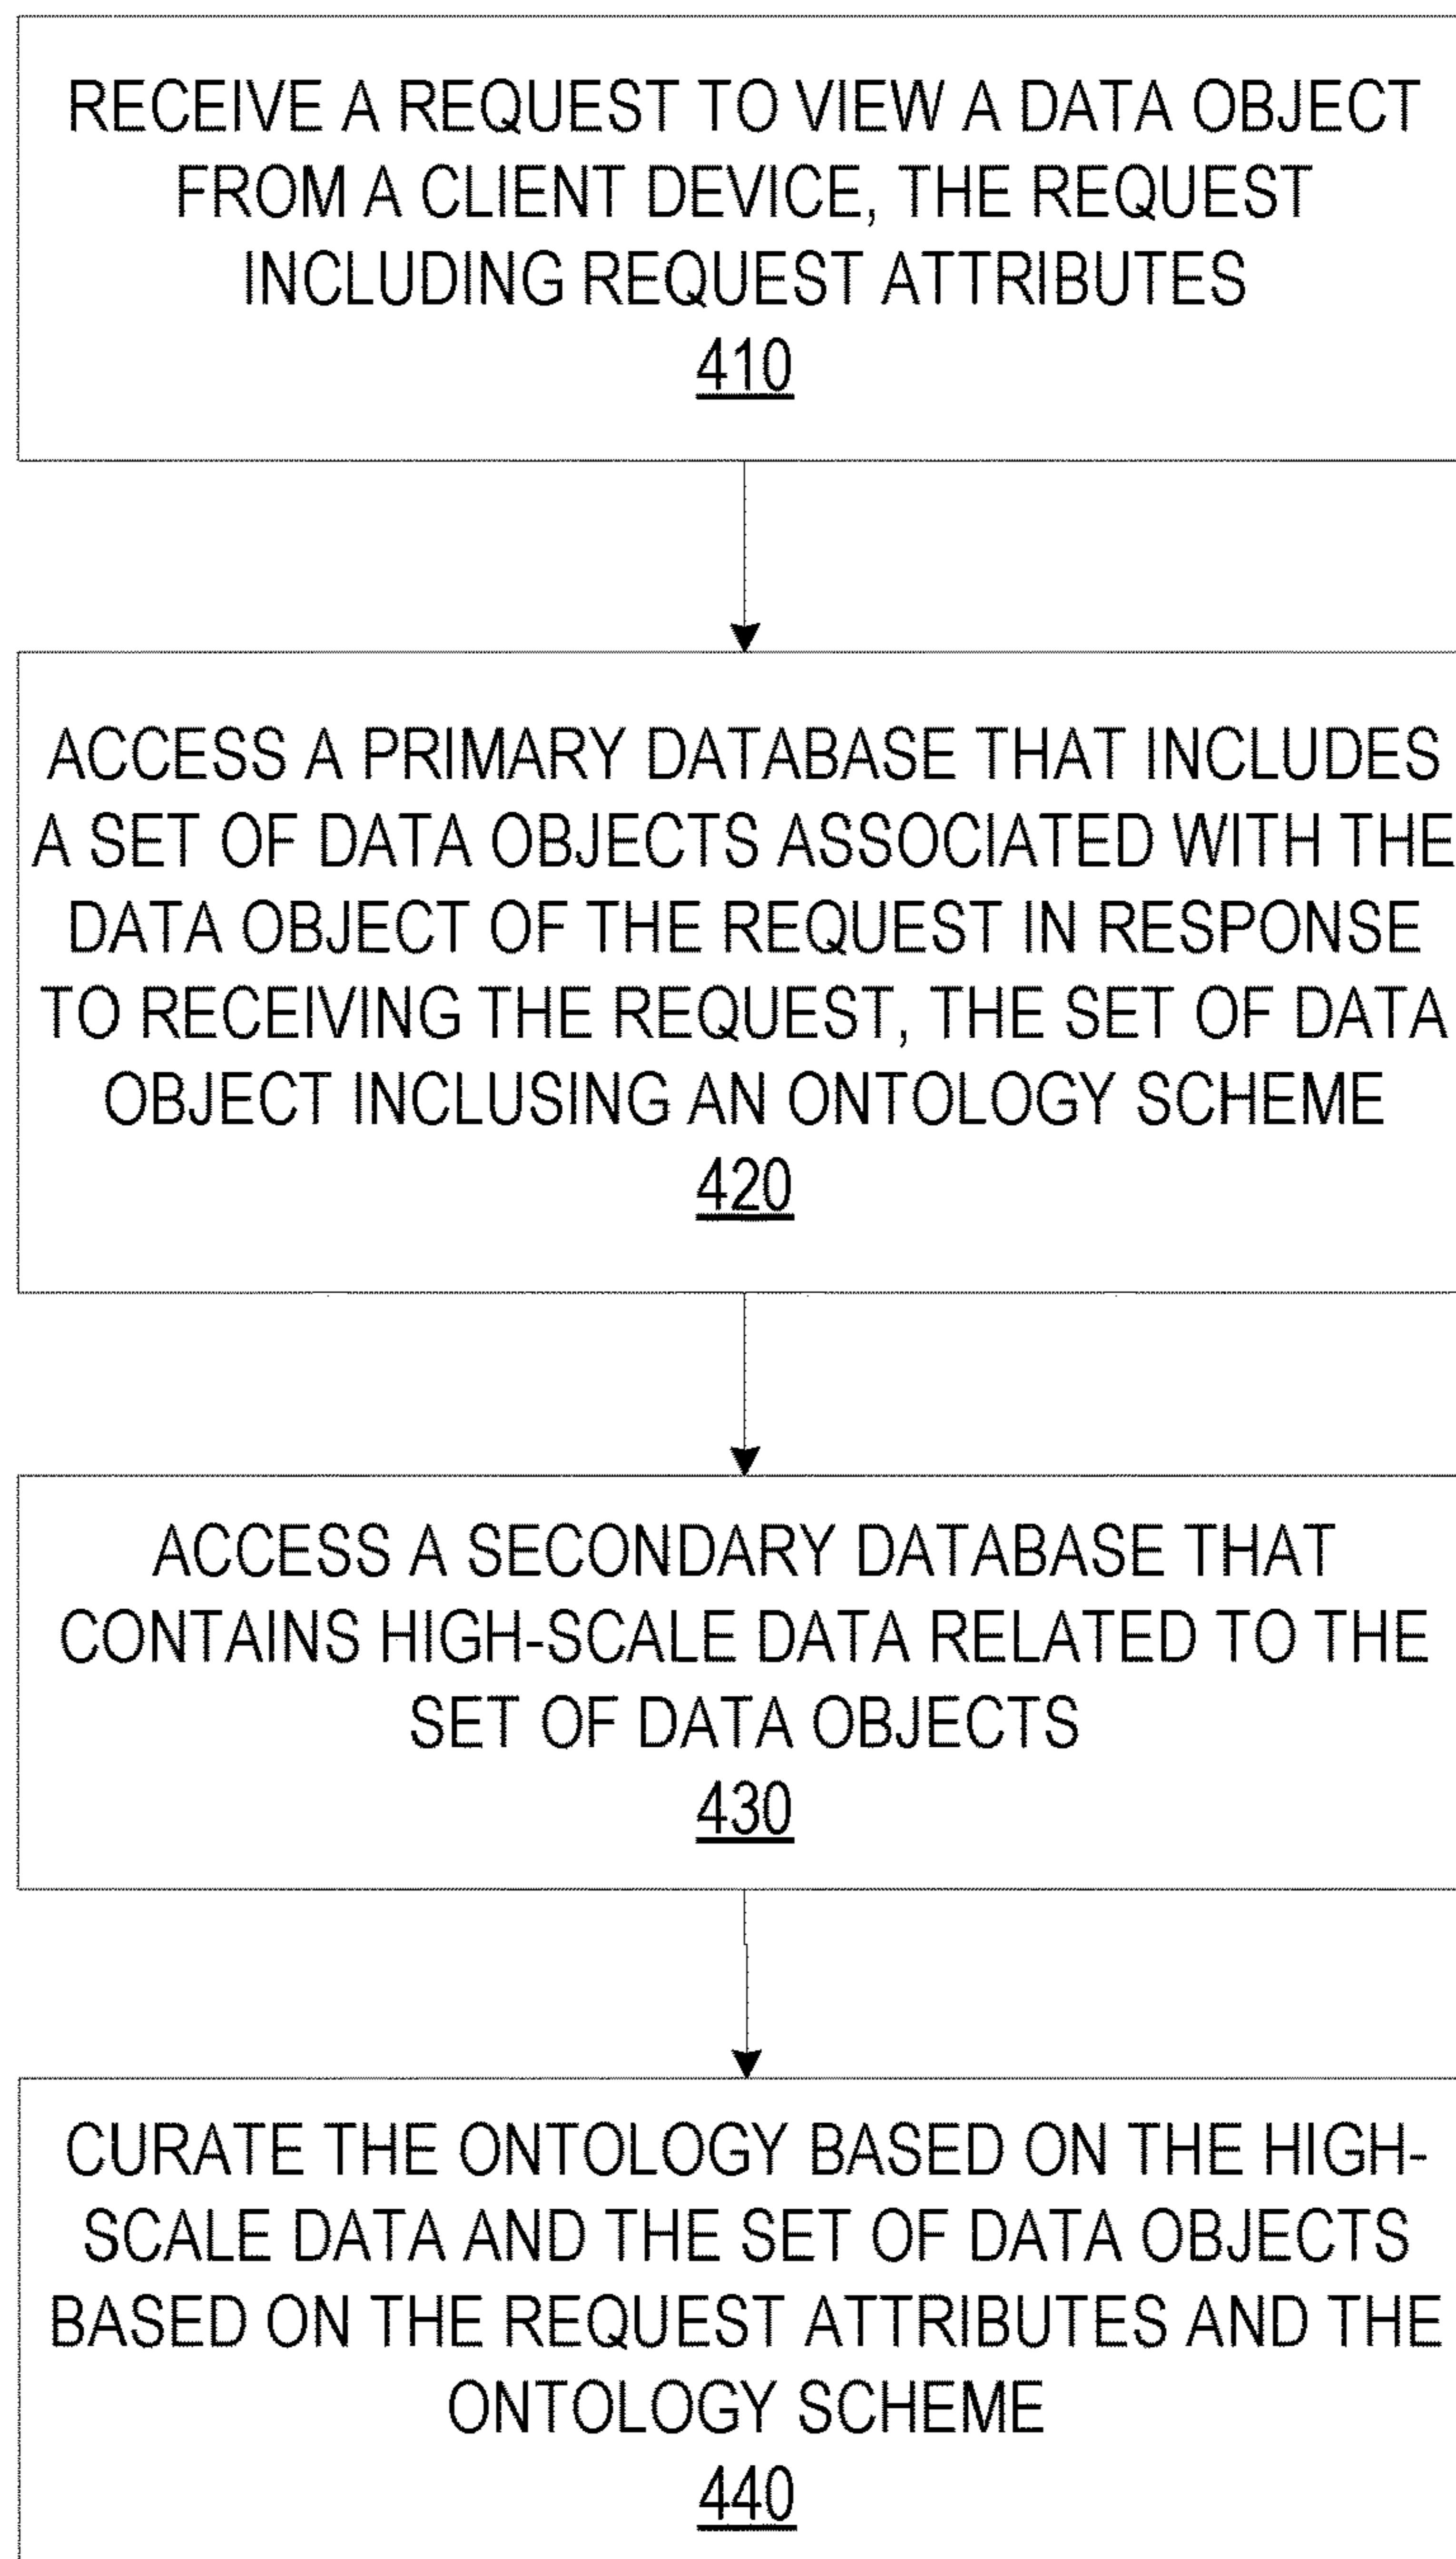 RECEIVE A REQUEST TO VIEW A DATA OBJECT
FROM A CLIENT DEVICE, THE REQUEST
INCLUDING REQUEST ATTRIBUTES
410
ACCESS A PRIMARY DATABASE THAT INCLUDES
A SET OF DATA OBJECTS ASSOCIATED WITH THE
DATA OBJECT OF THE REQUEST IN RESPONSE
TO RECEIVING THE REQUEST, THE SET OF DATA
OBJECT INCLUSING AN ONTOLOGY SCHEME
420
ACCESS A SECONDARY DATABASE THAT
CONTAINS HIGH-SCALE DATA RELATED TO THE
SET OF DATA OBJECTS
430
CURATE THE ONTOLOGY BASED ON THE HIGH-
SCALE DATA AND THE SET OF DATA OBJECTS
BASED ON THE REQUEST ATTRIBUTES AND THE
ONTOLOGY SCHEME
440